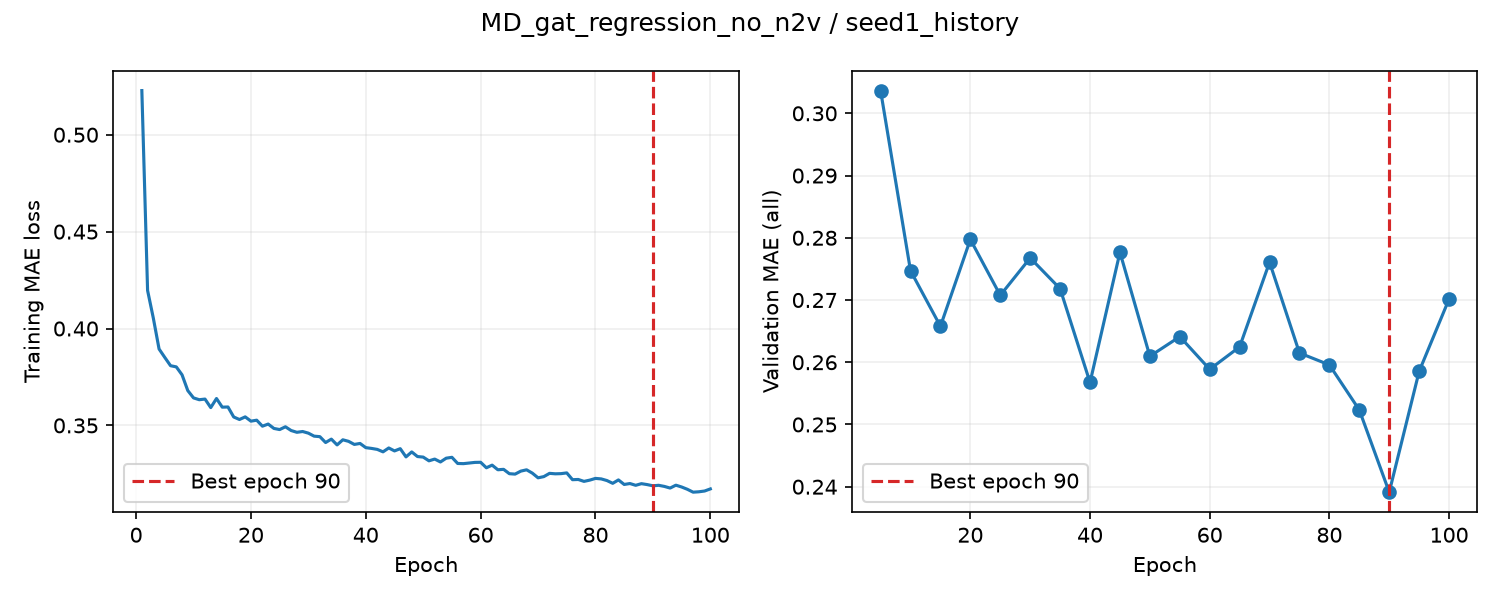 MD_gat_regression_no_n2v / seed1_history
Training MAE loss
0.50
0.45
0.40
0.35
Best epoch 90
0 20 40 60 80 100
Epoch
Validation MAE (all)
0.30
0.29
0.28
0.27
0.26
0.25
0.24
Best epoch 90
20 40 60 80 100
Epoch